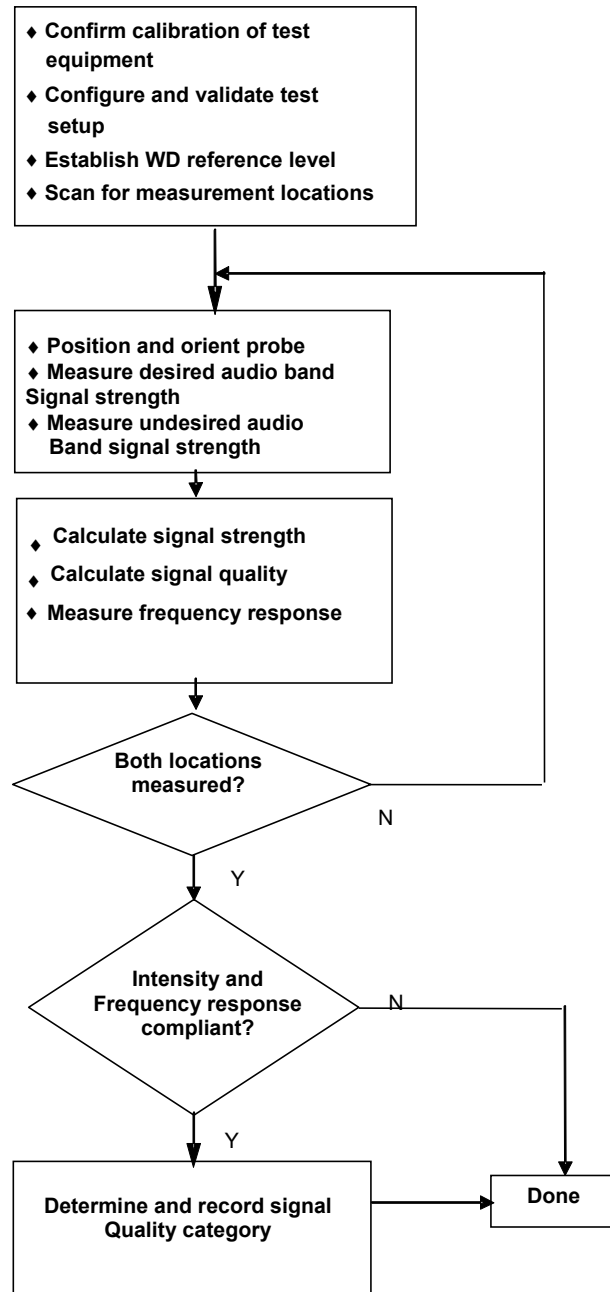 ♦ Confirm calibration of test
equipment
♦ Configure and validate test
setup
♦ Establish WD reference level
♦ Scan for measurement locations
♦ Position and orient probe
♦ Measure desired audio band
Signal strength
♦ Measure undesired audio
Band signal strength
♦ Calculate signal strength
♦ Calculate signal quality
♦ Measure frequency response
Both locations
measured?
N
Y
Intensity and
Frequency response
compliant?
N
Y
Determine and record signal
Quality category
Done